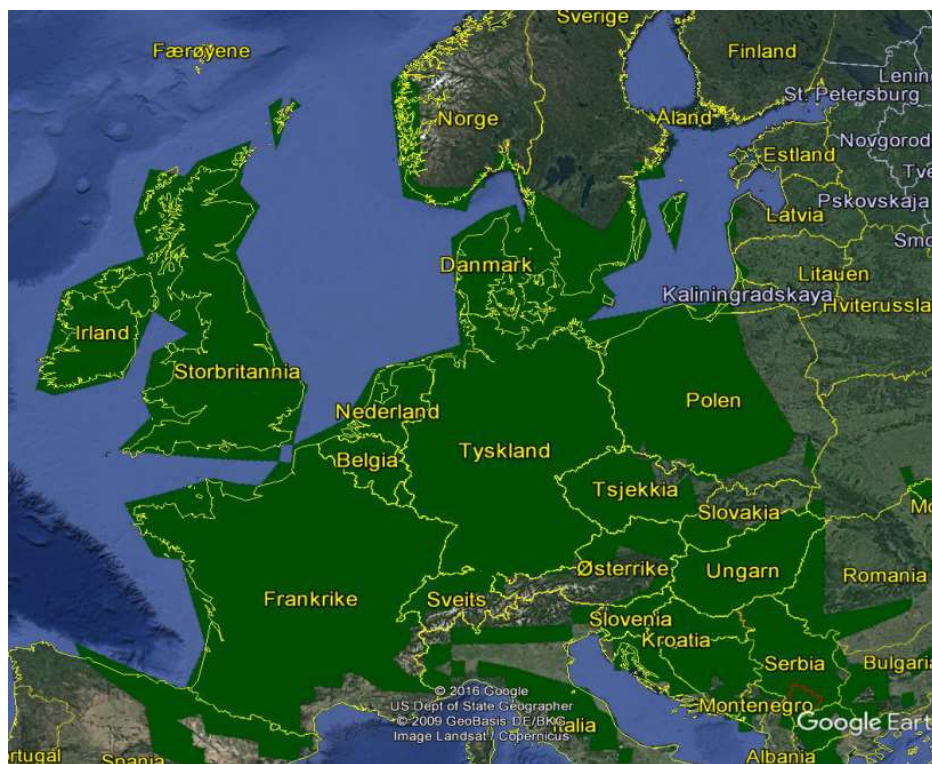 Sverige
Færøyene
Finland
Lenin
St. Petersburg
Norge
Åland
Novgorod
Estland
Tve
Pskovskaja
Latvia
Smo
Danmark
Litauen
Kaliningradskaya
Hviterussla
Irland
Storbritannia
Nederland
Polen
Tyskland
Belgia
Tsjekkia
Slovakia
Mo
Østerrike
Ungarn
Romania
Frankrike
Sveits
Slovenia
Kroatia
Serbia
Bulgaria
© 2016 Google
US Dept of State Geographer
© 2009 GeoBasis-DE/BKG
Image Landsat / Copernicus
Montenegro
Google Eart
Italia
Albania
ortugal
Spania